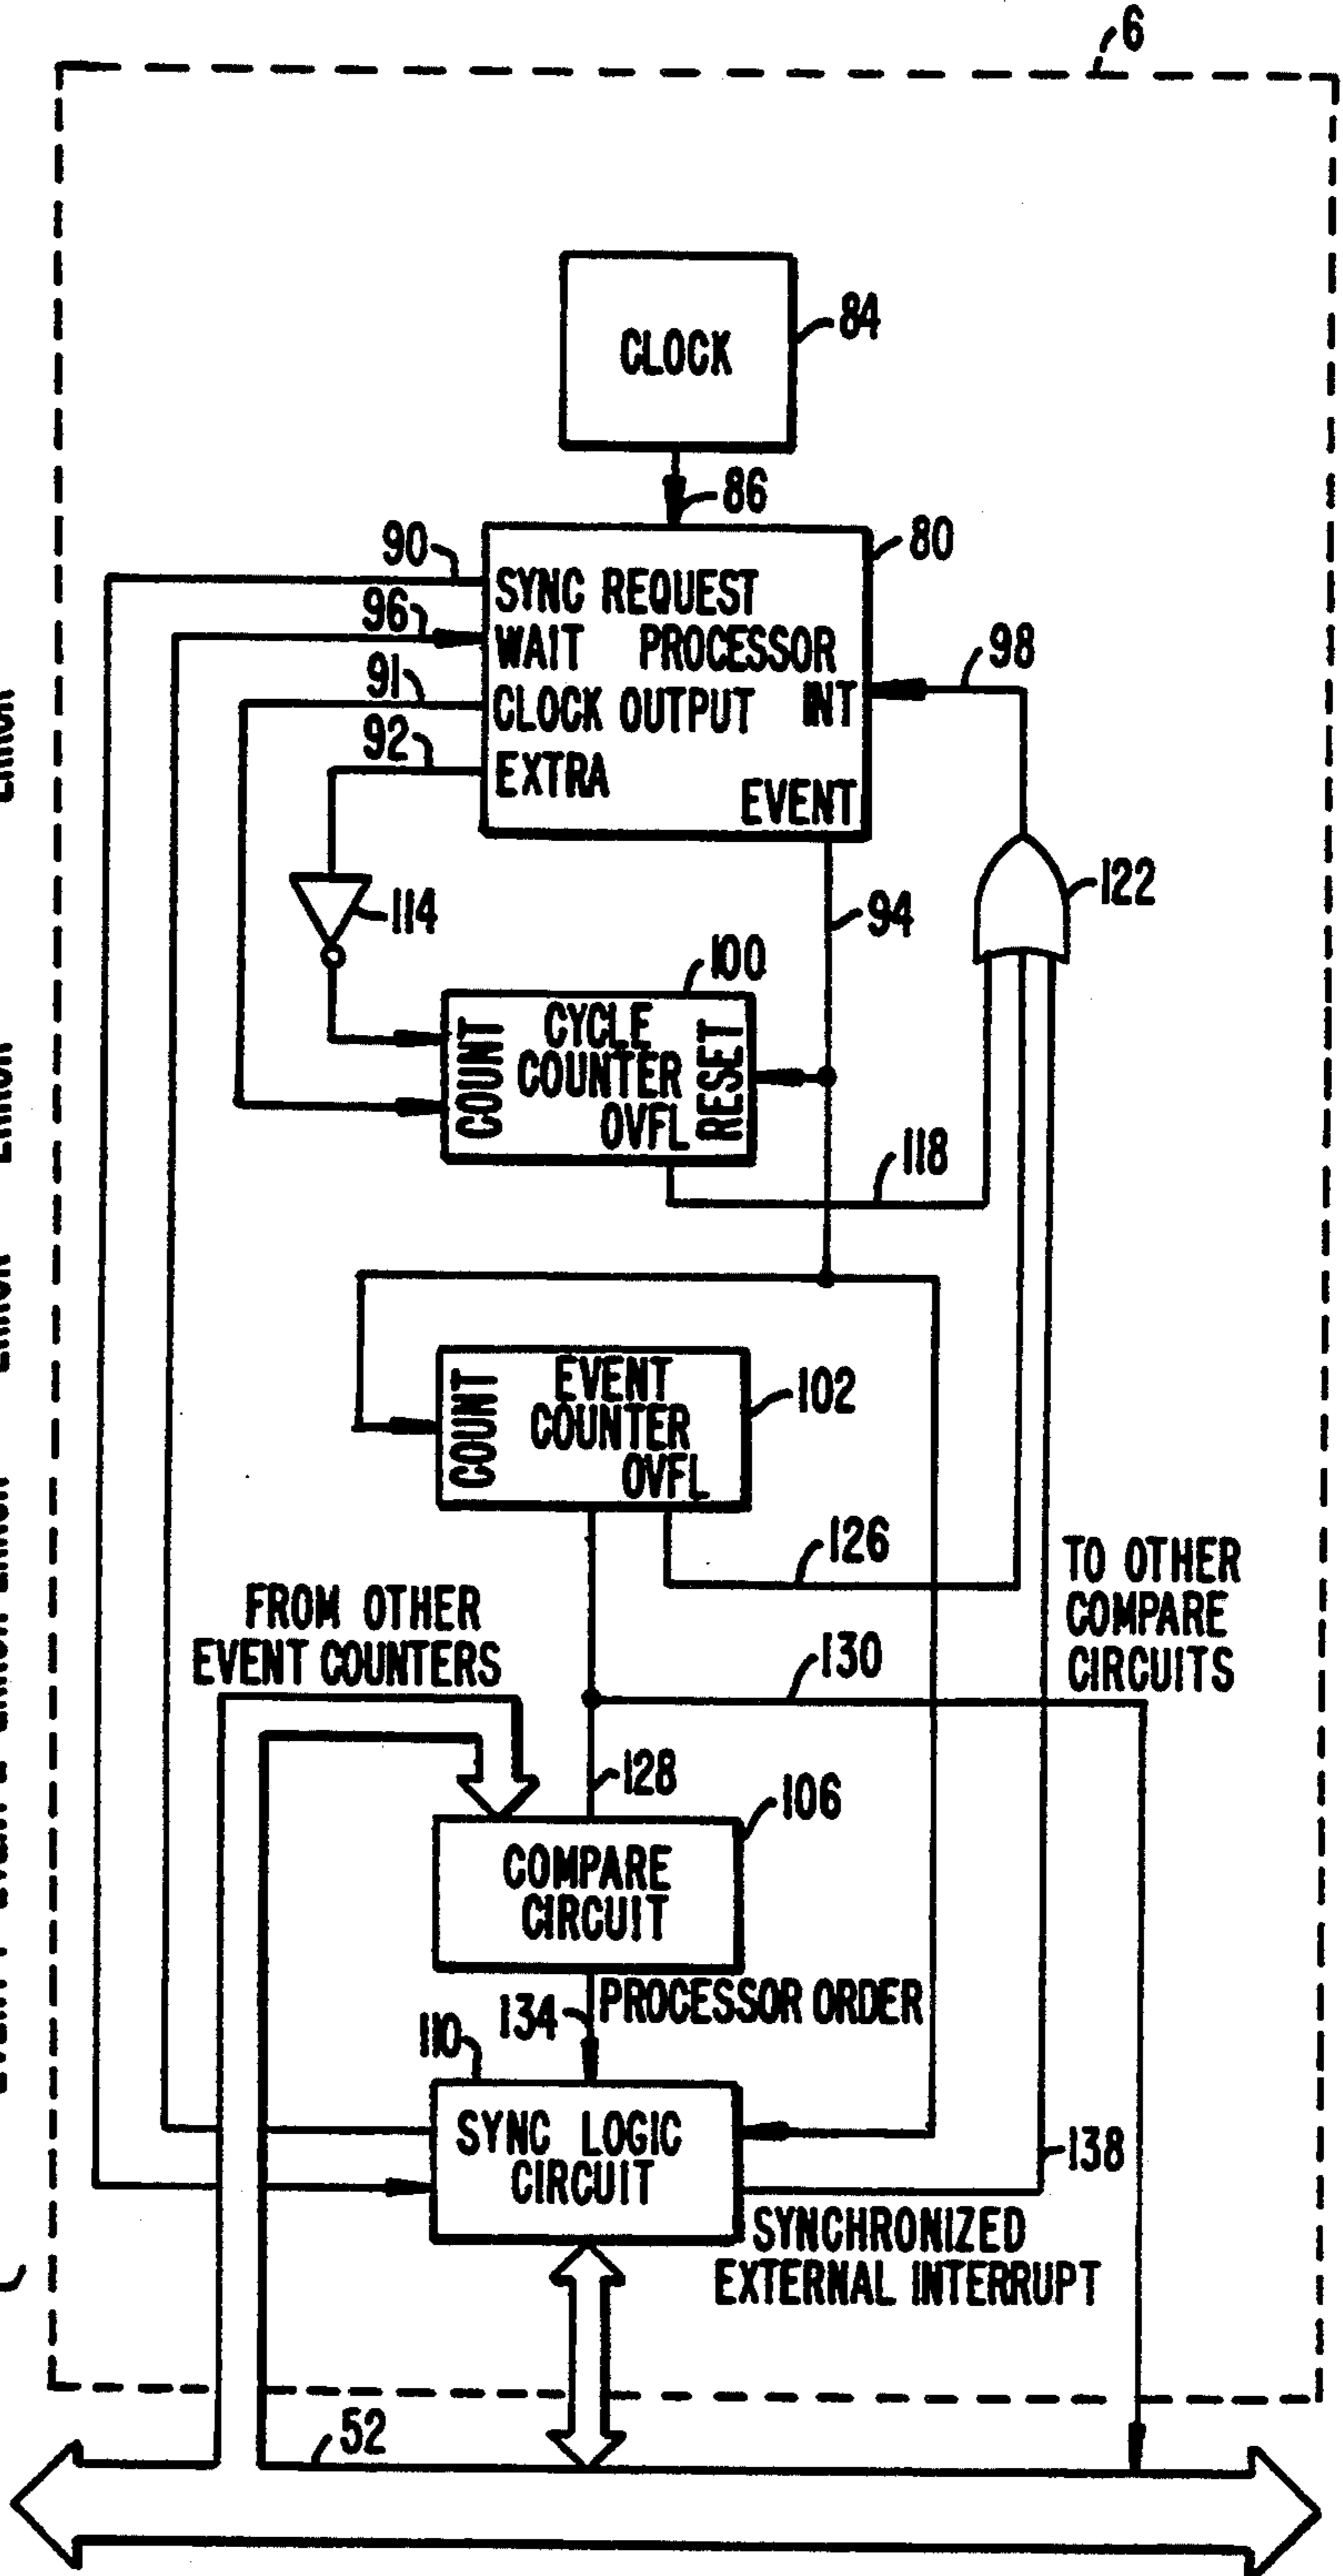 6
CLOCK
84
86
80
90
SYNC REQUEST
96
WAIT PROCESSOR
98
91
CLOCK OUTPUT INT
92
EXTRA
EVENT
122
114
94
100
COUNT
CYCLE
COUNTER
OVFL
RESET
118
COUNT
EVENT
COUNTER
OVFL
102
126
TO OTHER
COMPARE
CIRCUITS
FROM OTHER
EVENT COUNTERS
130
128
106
COMPARE
CIRCUIT
PROCESSOR ORDER
134
110
SYNC LOGIC
CIRCUIT
138
SYNCHRONIZED
EXTERNAL INTERRUPT
52